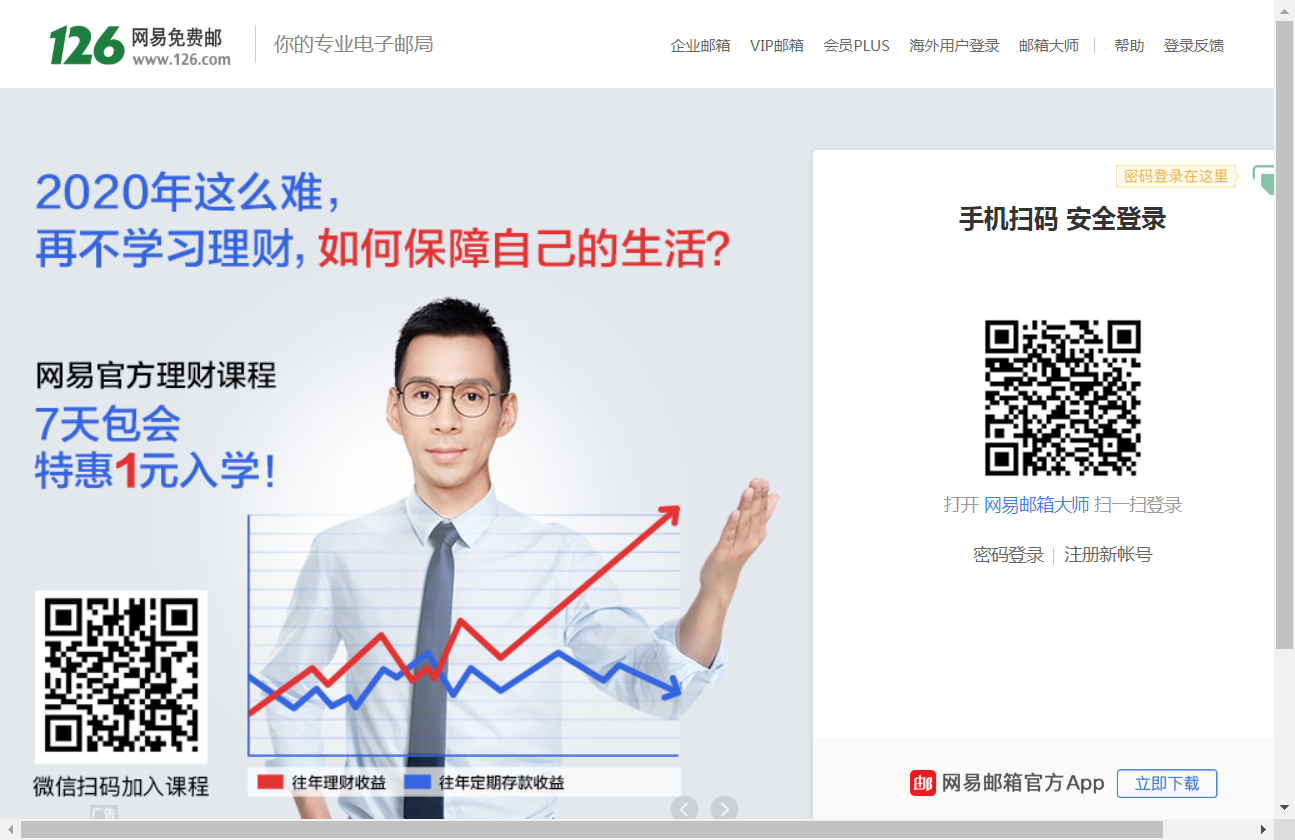 126 网易免费邮
www.126.com
你的专业电子邮局
企业邮箱 VIP邮箱 会员PLUS 海外用户登录 邮箱大师 | 帮助 登录反馈
2020年这么难，
再不学习理财, 如何保障自己的生活?
网易官方理财课程
7天包会
特惠1元入学!
微信扫码加入课程
广告
往年理财收益 往年定期存款收益
密码登录在这里
手机扫码 安全登录
打开 网易邮箱大师 扫一扫登录
密码登录 | 注册新帐号
邮 网易邮箱官方App 立即下载